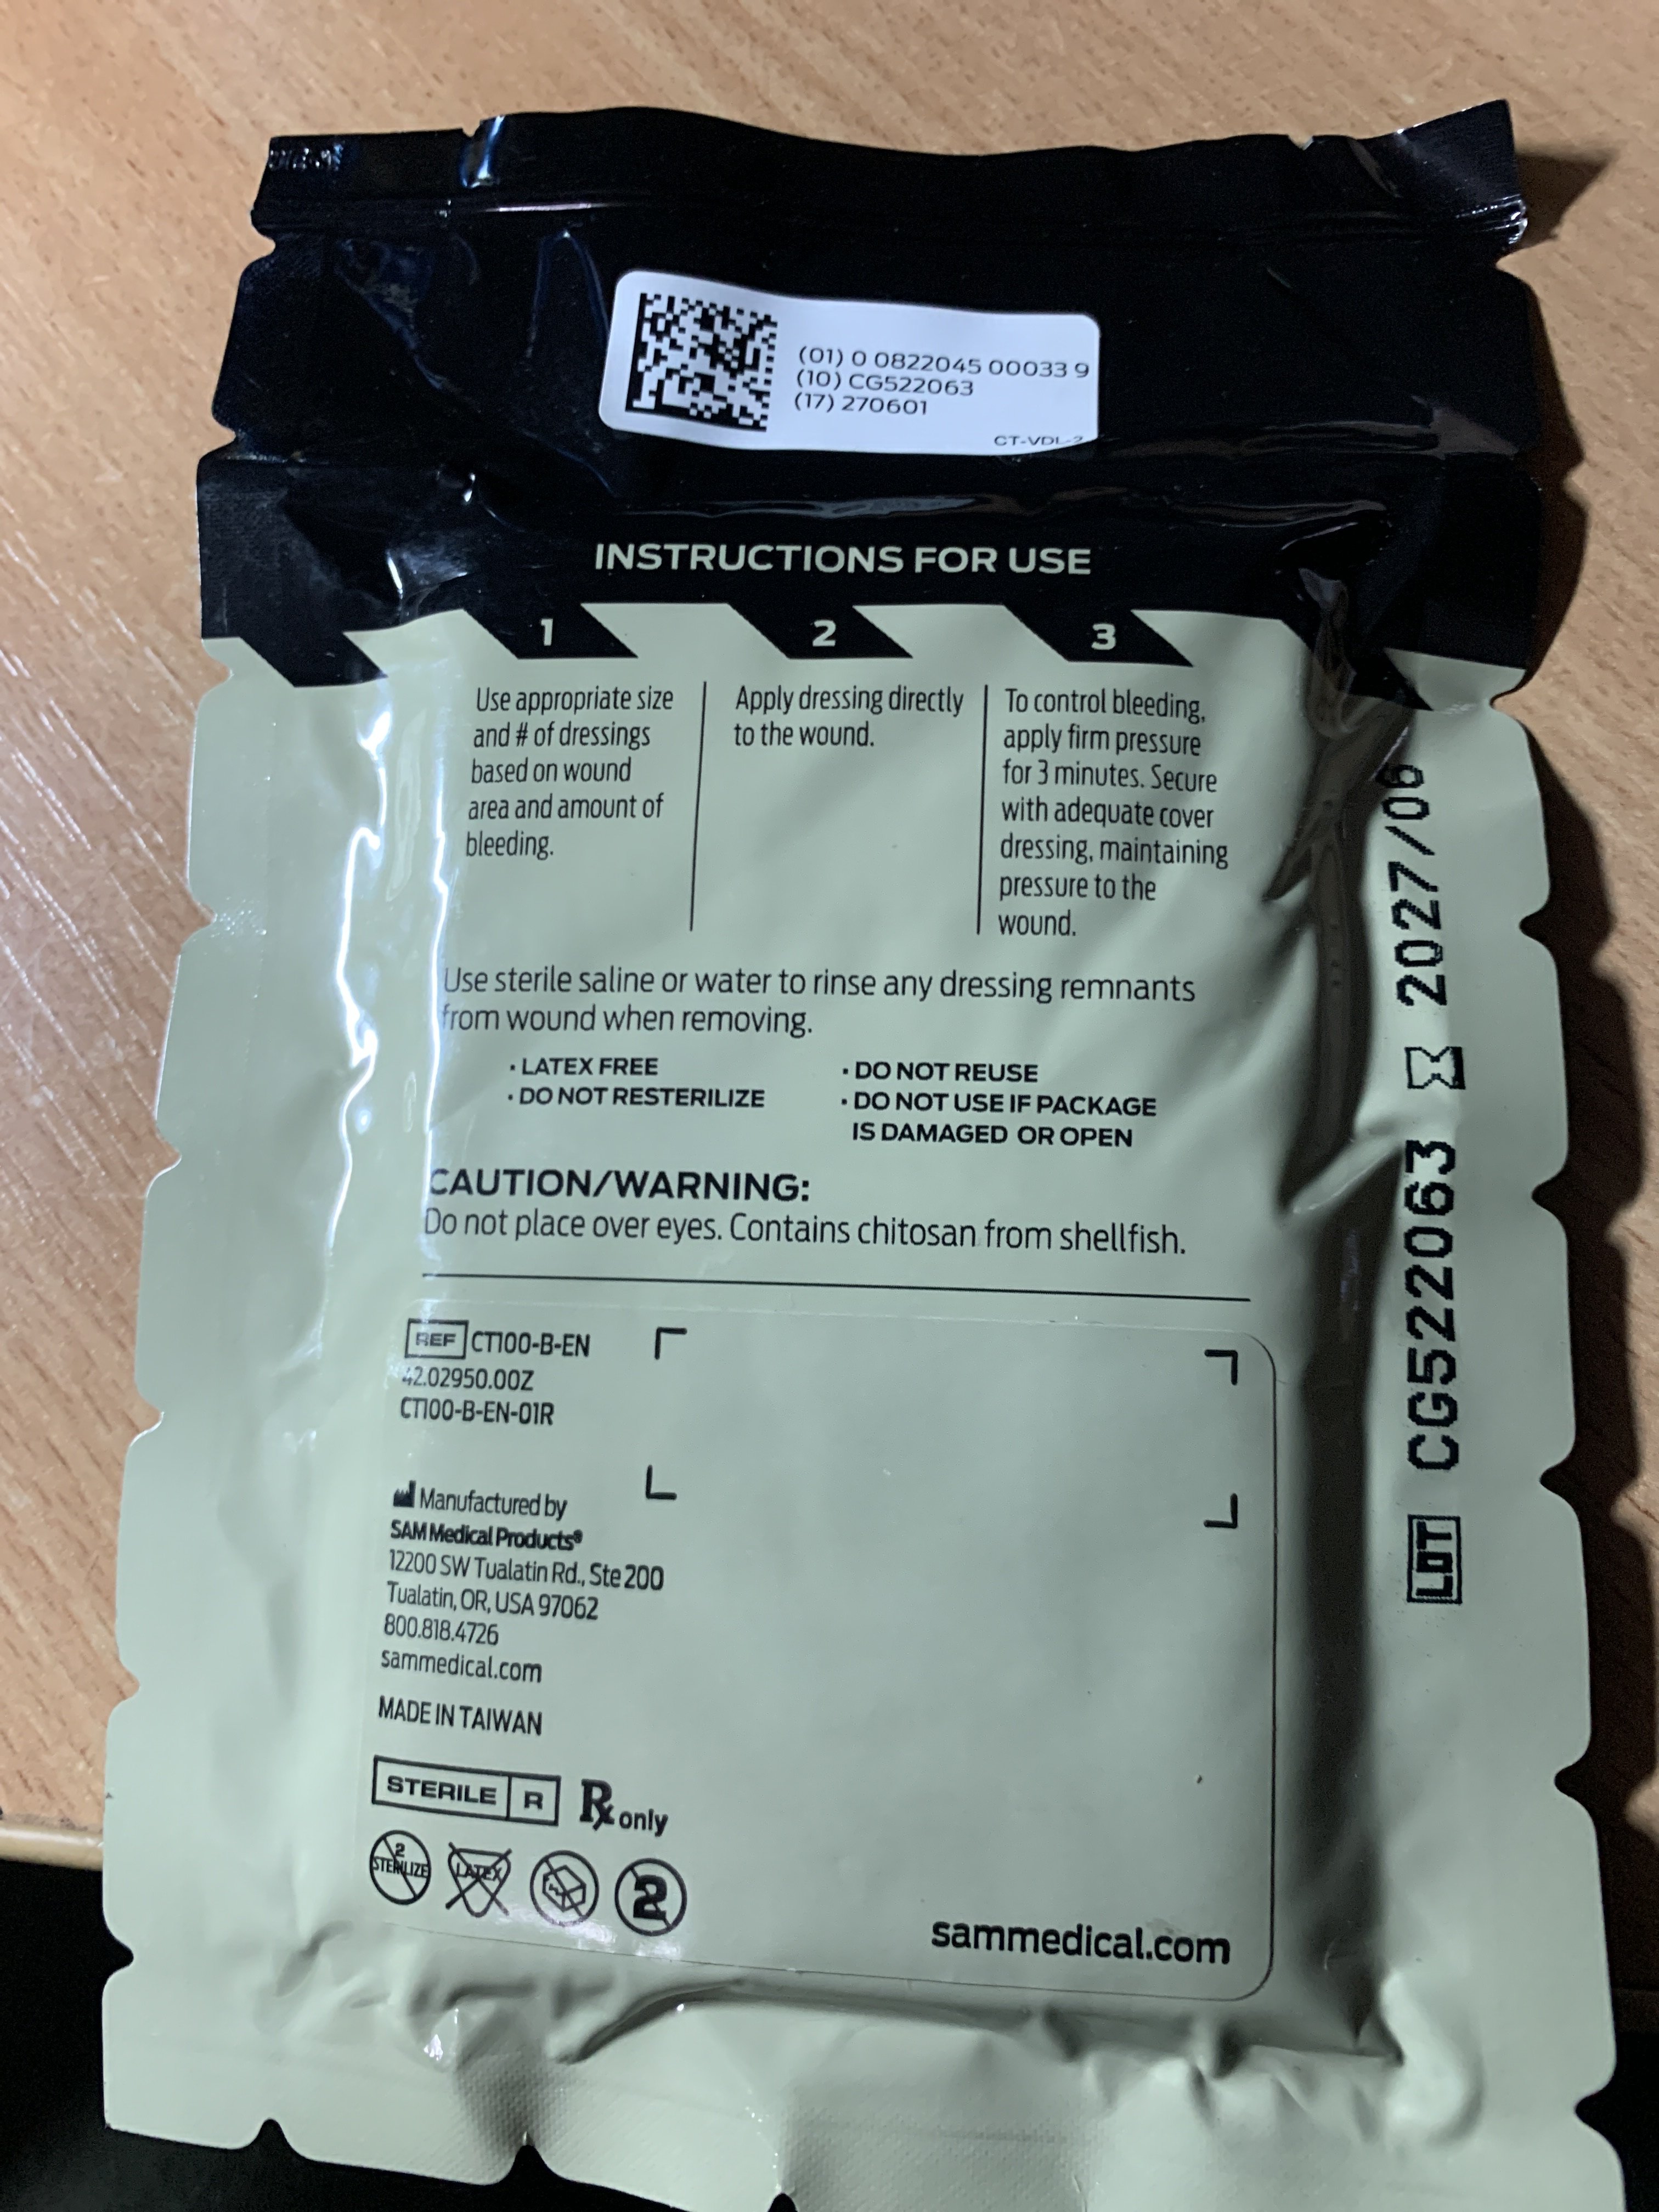 (01) 0 0822045 00033 9
(10) CG522063
(17) 270601
CT-VDL-2
INSTRUCTIONS FOR USE
1
Use appropriate size
and # of dressings
based on wound
area and amount of
bleeding.
2
Apply dressing directly
to the wound.
3
To control bleeding,
apply firm pressure
for 3 minutes. Secure
with adequate cover
dressing, maintaining
pressure to the
wound.
Use sterile saline or water to rinse any dressing remnants
from wound when removing.
· LATEX FREE
· DO NOT RESTERILIZE
· DO NOT REUSE
· DO NOT USE IF PACKAGE
IS DAMAGED OR OPEN
CAUTION/WARNING:
Do not place over eyes. Contains chitosan from shellfish.
REF CT100-B-EN
42.02950.00Z
CT100-B-EN-01R
Manufactured by
SAM Medical Products®
12200 SW Tualatin Rd., Ste 200
Tualatin, OR, USA 97062
800.818.4726
sammedical.com
MADE IN TAIWAN
STERILE R
Rx only
2
STERILIZE
LATEX
2
sammedical.com
LOT CG522063 2027/06